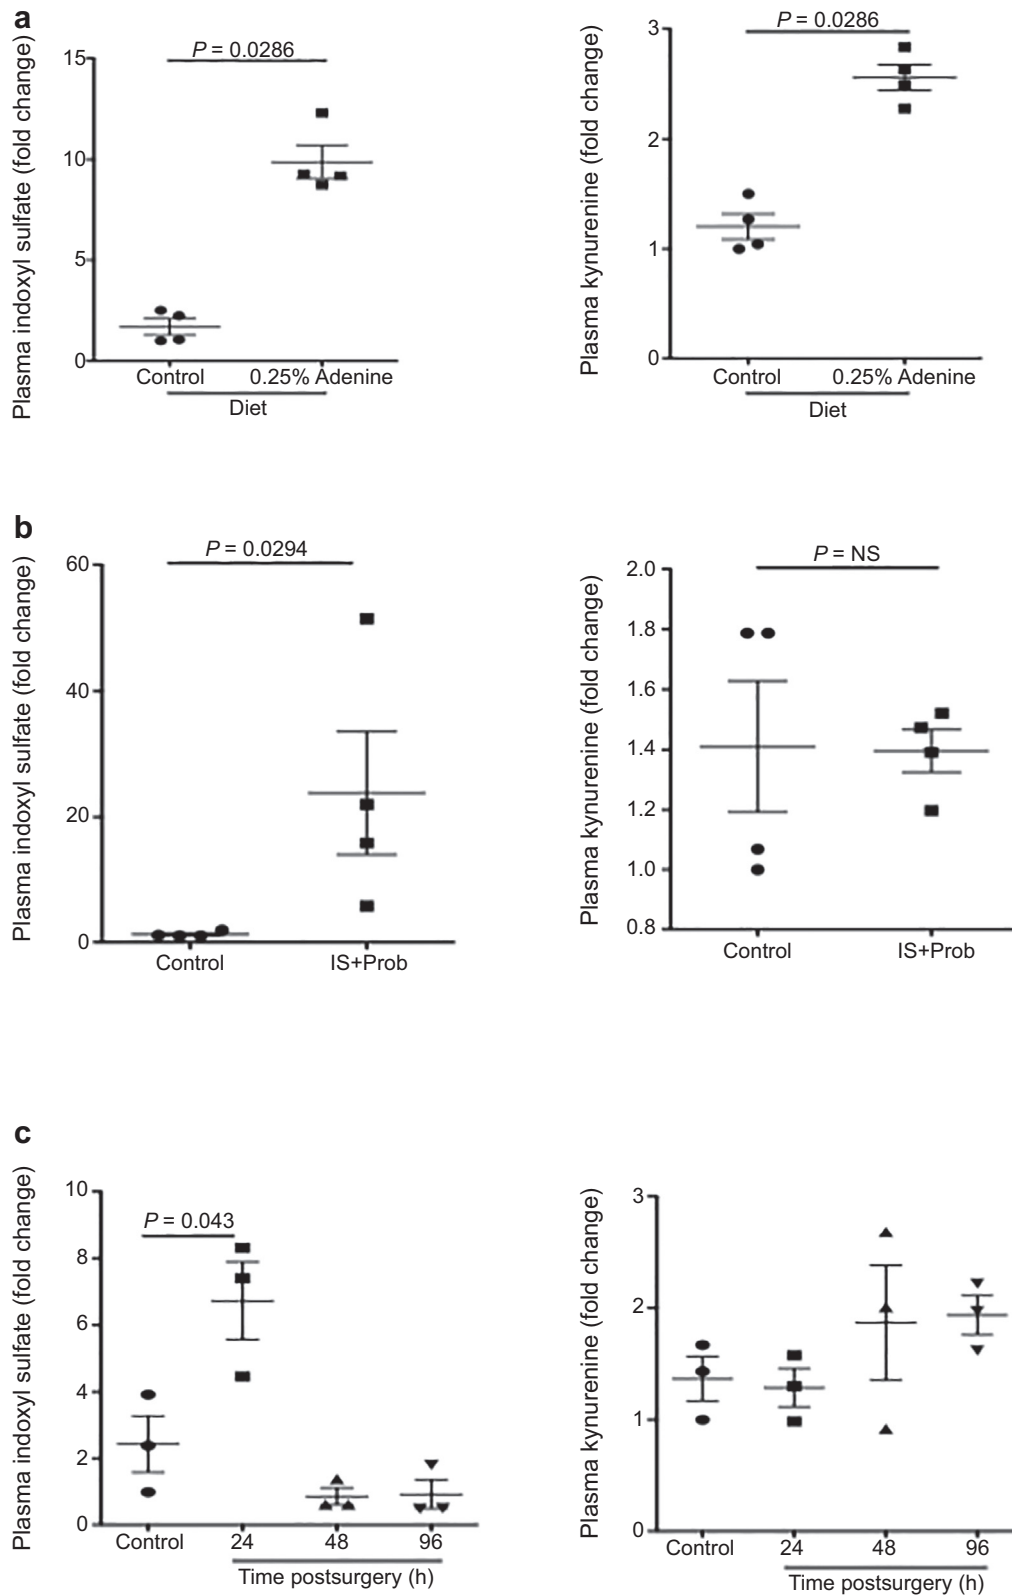 a
Plasma indoxyl sulfate (fold change)
P = 0.0286
15
10
5
0
Control
0.25% Adenine
Diet
Plasma kynurenine (fold change)
P = 0.0286
3
2
1
0
Control
0.25% Adenine
Diet
b
Plasma indoxyl sulfate (fold change)
P = 0.0294
60
40
20
0
Control
IS+Prob
Plasma kynurenine (fold change)
P = NS
2.0
1.8
1.6
1.4
1.2
1.0
0.8
Control
IS+Prob
c
Plasma indoxyl sulfate (fold change)
P = 0.043
10
8
6
4
2
0
Control
24
48
96
Time postsurgery (h)
Plasma kynurenine (fold change)
3
2
1
0
Control
24
48
96
Time postsurgery (h)